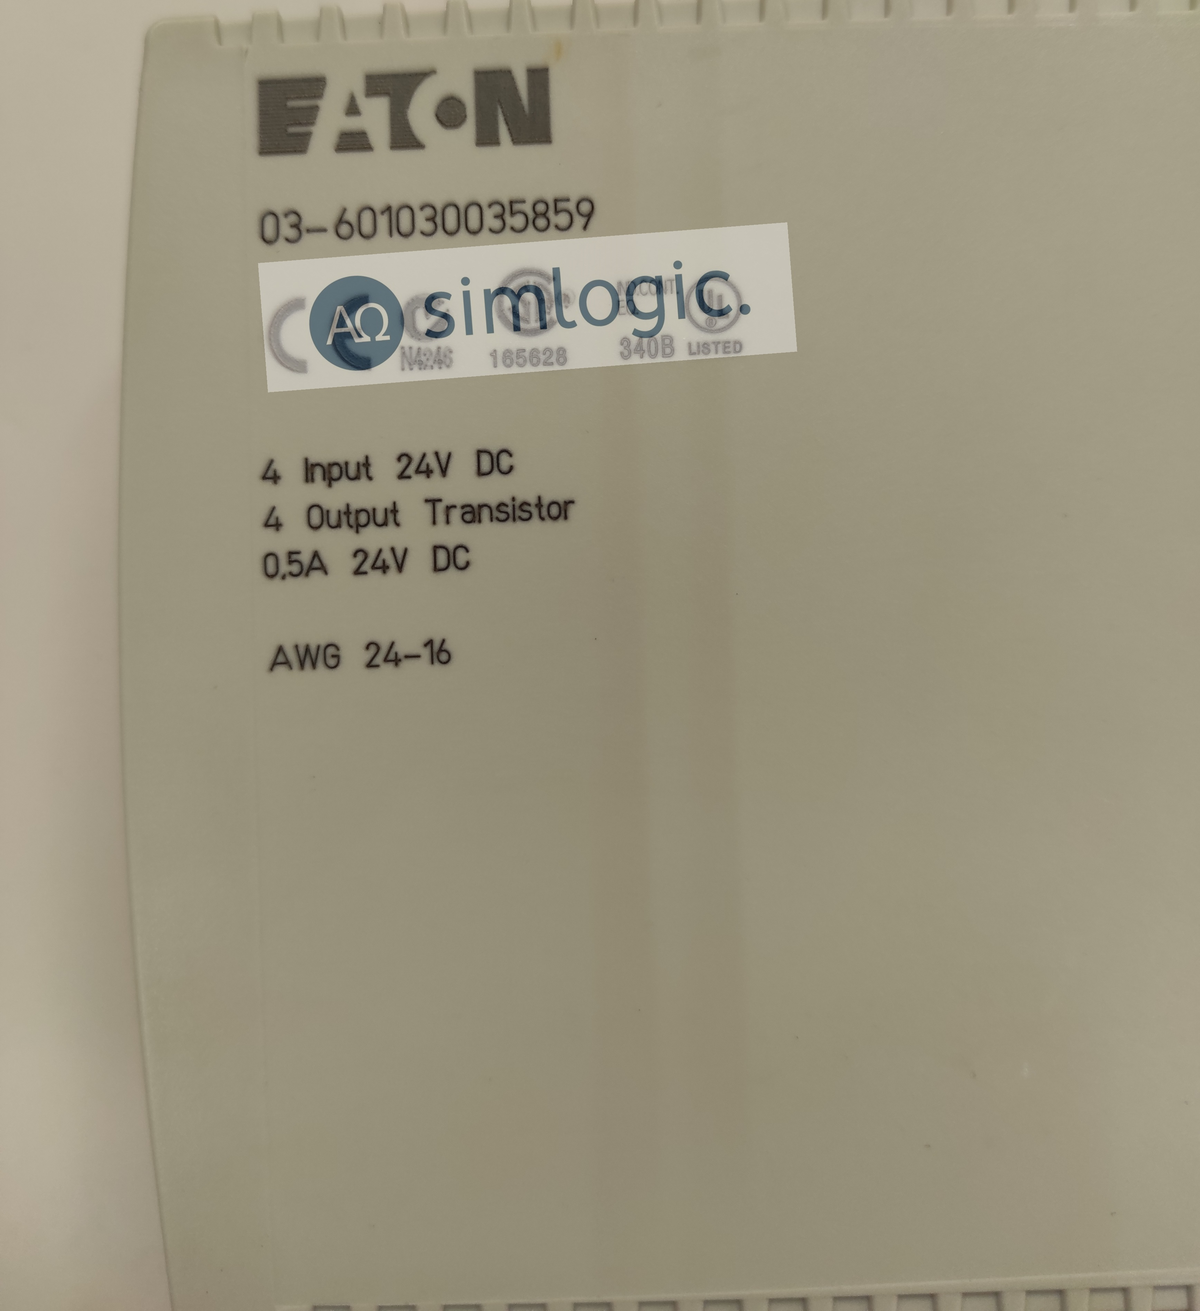 EATON
03-601030035859
ΑΩ simlogic.
N4246 165628 340B LISTED
4 Input 24V DC
4 Output Transistor
0,5A 24V DC
AWG 24-16